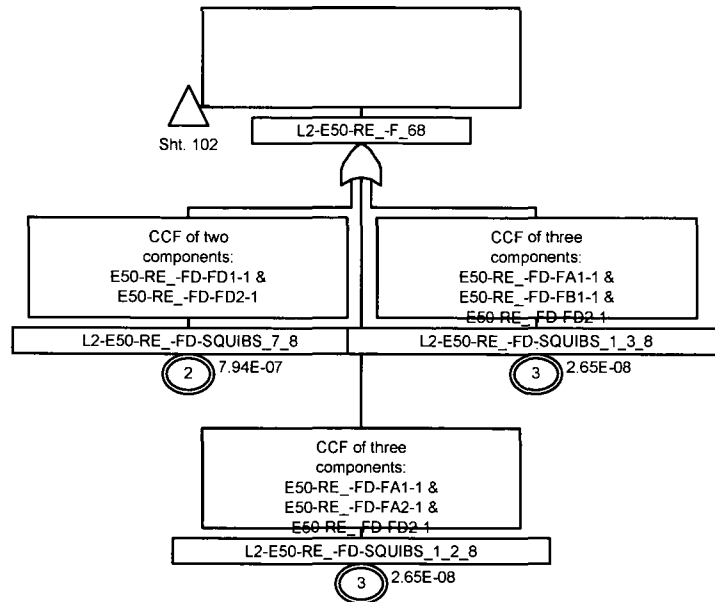 Sht. 102
L2-E50-RE_-F_68
CCF of two
components:
E50-RE_-FD-FD1-1 &
E50-RE_-FD-FD2-1
L2-E50-RE_-FD-SQUIBS_7_8
2
7.94E-07
CCF of three
components:
E50-RE_-FD-FA1-1 &
E50-RE_-FD-FB1-1 &
E50-RE_-FD-FD2-1
L2-E50-RE_-FD-SQUIBS_1_3_8
3
2.65E-08
CCF of three
components:
E50-RE_-FD-FA1-1 &
E50-RE_-FD-FA2-1 &
E50-RE_-FD-FD2-1
L2-E50-RE_-FD-SQUIBS_1_2_8
3
2.65E-08